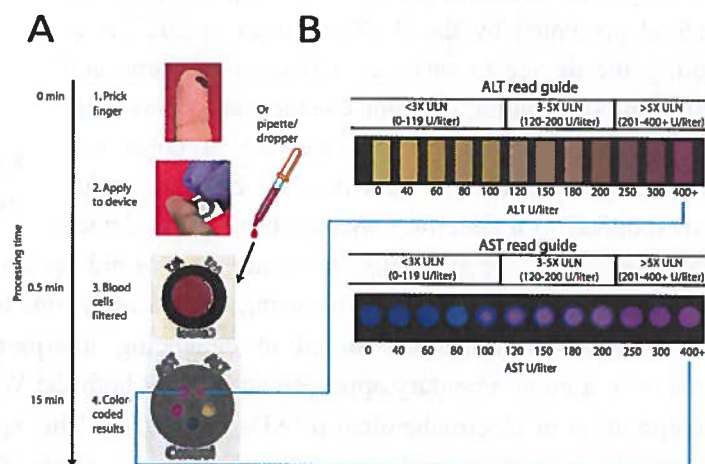 A
B
0 min
1. Prick
finger
Or
pipette/
dropper
2. Apply
to device
Processing time
0.5 min
3. Blood
cells
filtered
15 min
4. Color
coded
results
ALT read guide
<3X ULN
(0-119 U/liter)
3-5X ULN
(120-200 U/liter)
>5X ULN
(201-400+ U/liter)
0 40 60 80 100 120 150 180 200 250 300 400+
ALT U/liter
AST read guide
<3X ULN
(0-119 U/liter)
3-5X ULN
(120-200 U/liter)
>5X ULN
(201-400+ U/liter)
0 40 60 80 100 120 150 180 200 250 300 400+
AST U/liter